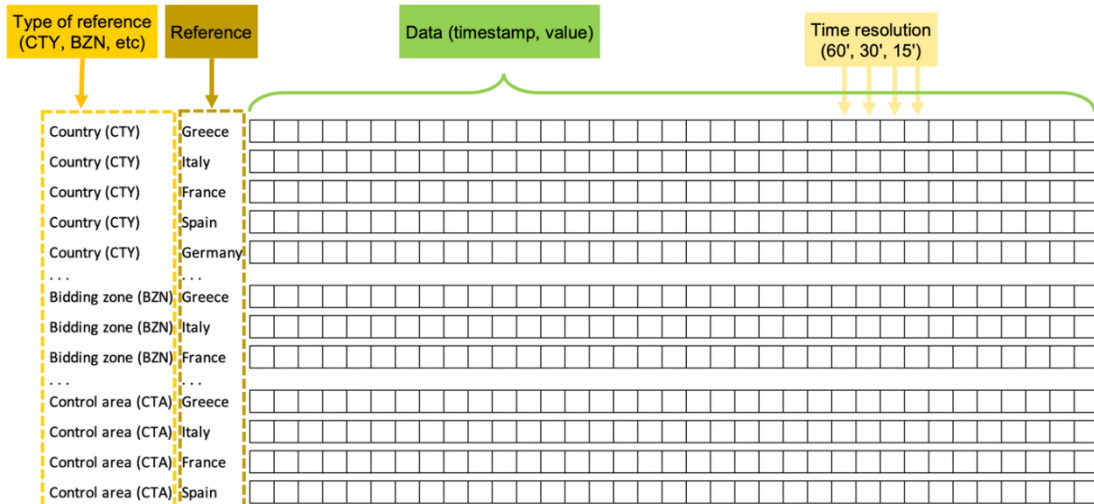 Type of reference
(CTY, BZN, etc)
Reference
Data (timestamp, value)
Time resolution
(60', 30', 15')
Country (CTY) Greece
Country (CTY) Italy
Country (CTY) France
Country (CTY) Spain
Country (CTY) Germany
. . . . . .
Bidding zone (BZN) Greece
Bidding zone (BZN) Italy
Bidding zone (BZN) France
. . . . . .
Control area (CTA) Greece
Control area (CTA) Italy
Control area (CTA) France
Control area (CTA) Spain